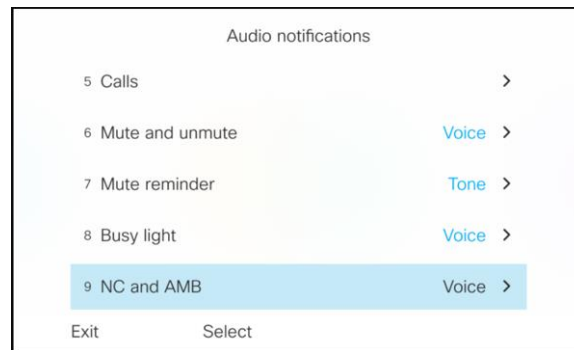 Audio notifications
5 Calls >
6 Mute and unmute Voice >
7 Mute reminder Tone >
8 Busy light Voice >
9 NC and AMB Voice >
Exit Select